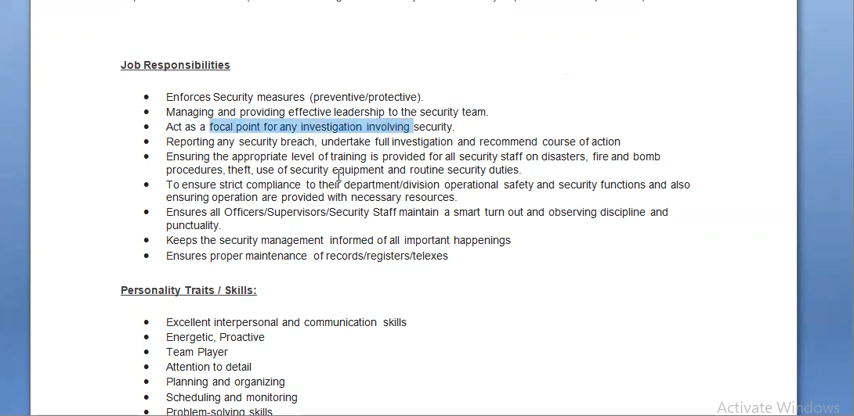 Job Responsibilities
• Enforces Security measures (preventive/protective).
• Managing and providing effective leadership to the security team.
• Act as a focal point for any investigation involving security.
• Reporting any security breach, undertake full investigation and recommend course of action
• Ensuring the appropriate level of training is provided for all security staff on disasters, fire and bomb
procedures, theft, use of security equipment and routine security duties.
• To ensure strict compliance to their department/division operational safety and security functions and also
ensuring operation are provided with necessary resources.
• Ensures all Officers/Supervisors/Security Staff maintain a smart turn out and observing discipline and
punctuality.
• Keeps the security management informed of all important happenings
• Ensures proper maintenance of records/registers/telexes
Personality Traits / Skills:
• Excellent interpersonal and communication skills
• Energetic, Proactive
• Team Player
• Attention to detail
• Planning and organizing
• Scheduling and monitoring
• Problem-solving skills
Activate Windows